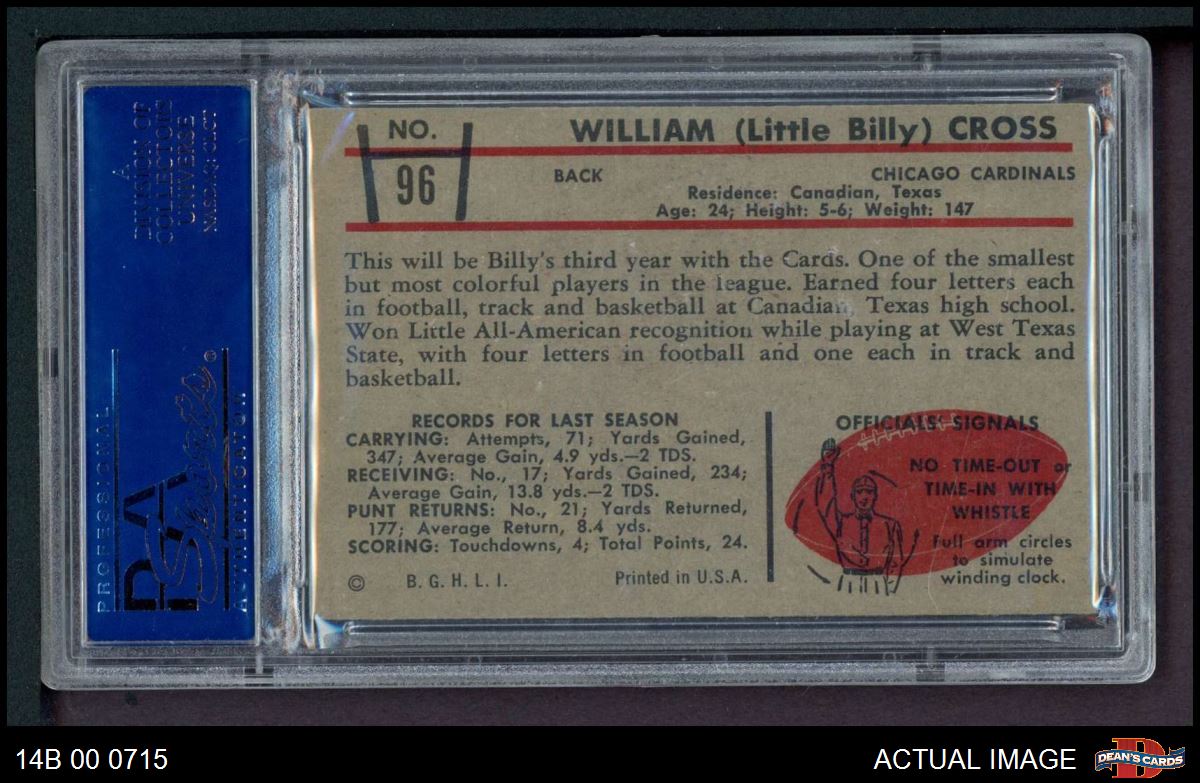 A
DIVISION OF
COLLECTORS
UNIVERSE
NASDAQ: CLCT
PROFESSIONAL
PSA
Sports
AUTHENTICATOR
NO.
96
WILLIAM (Little Billy) CROSS
BACK
CHICAGO CARDINALS
Residence: Canadian, Texas
Age: 24; Height: 5-6; Weight: 147
This will be Billy's third year with the Cards. One of the smallest
but most colorful players in the league. Earned four letters each
in football, track and basketball at Canadian, Texas high school.
Won Little All-American recognition while playing at West Texas
State, with four letters in football and one each in track and
basketball.
RECORDS FOR LAST SEASON
CARRYING: Attempts, 71; Yards Gained,
347; Average Gain, 4.9 yds.—2 TDS.
RECEIVING: No., 17; Yards Gained, 234;
Average Gain, 13.8 yds.—2 TDS.
PUNT RETURNS: No., 21; Yards Returned,
177; Average Return, 8.4 yds.
SCORING: Touchdowns, 4; Total Points, 24.
© B. G. H. L. I. Printed in U.S.A.
OFFICIALS' SIGNALS
NO TIME-OUT or
TIME-IN WITH
WHISTLE
Full arm circles
to simulate
winding clock.
14B 00 0715
ACTUAL IMAGE
DEAN'S CARDS